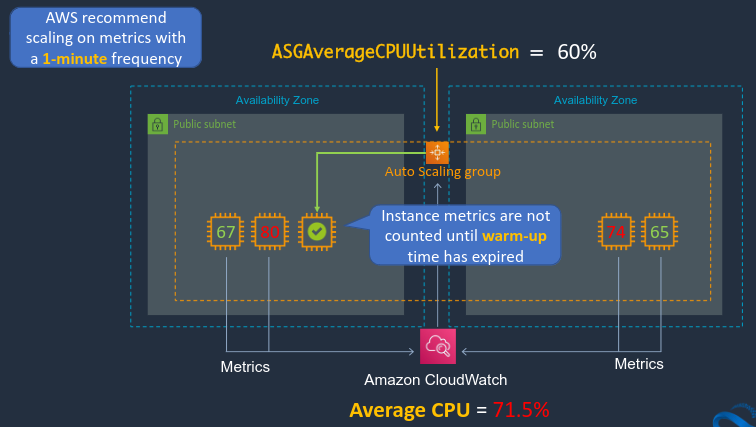 AWS recommend
scaling on metrics with
a 1-minute frequency
ASGAverageCPUUtilization = 60%
Availability Zone
Availability Zone
Public subnet
Public subnet
Auto Scaling group
Instance metrics are not
counted until warm-up
time has expired
67 80
74 65
Metrics
Metrics
Amazon CloudWatch
Average CPU = 71.5%